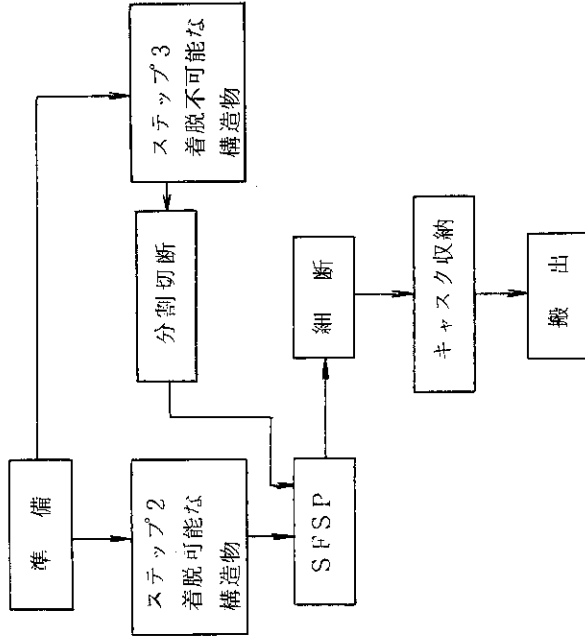 準 備
ステップ2
着脱可能な
構造物
ステップ3
着脱不可能な
構造物
分割切断
SFSP
細 断
キャスク収納
搬 出